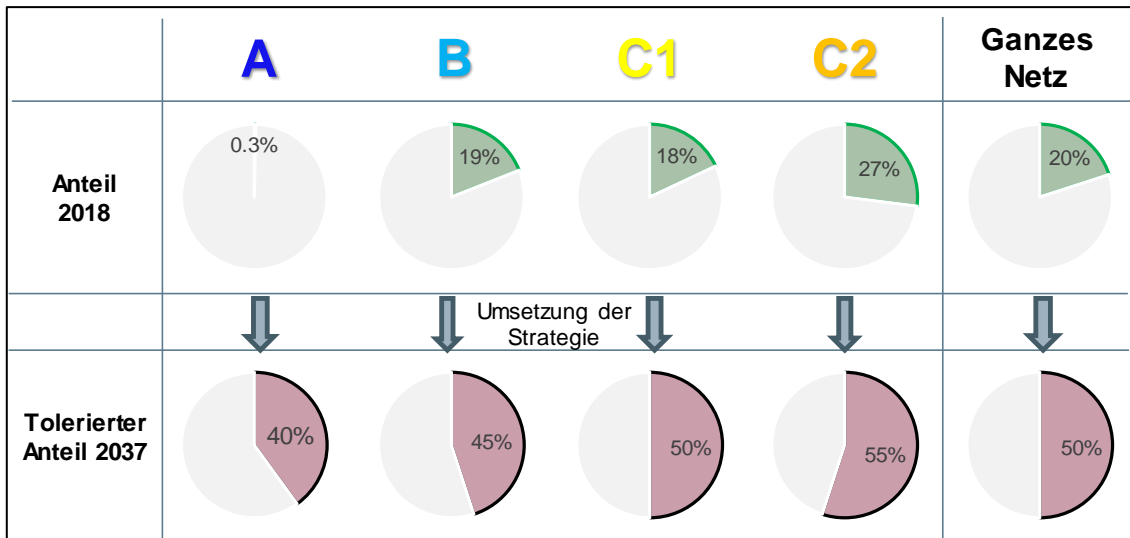 A
B
C1
C2
Ganzes
Netz
Anteil
2018
0.3%
19%
18%
27%
20%
Umsetzung der
Strategie
Tolerierter
Anteil 2037
40%
45%
50%
55%
50%